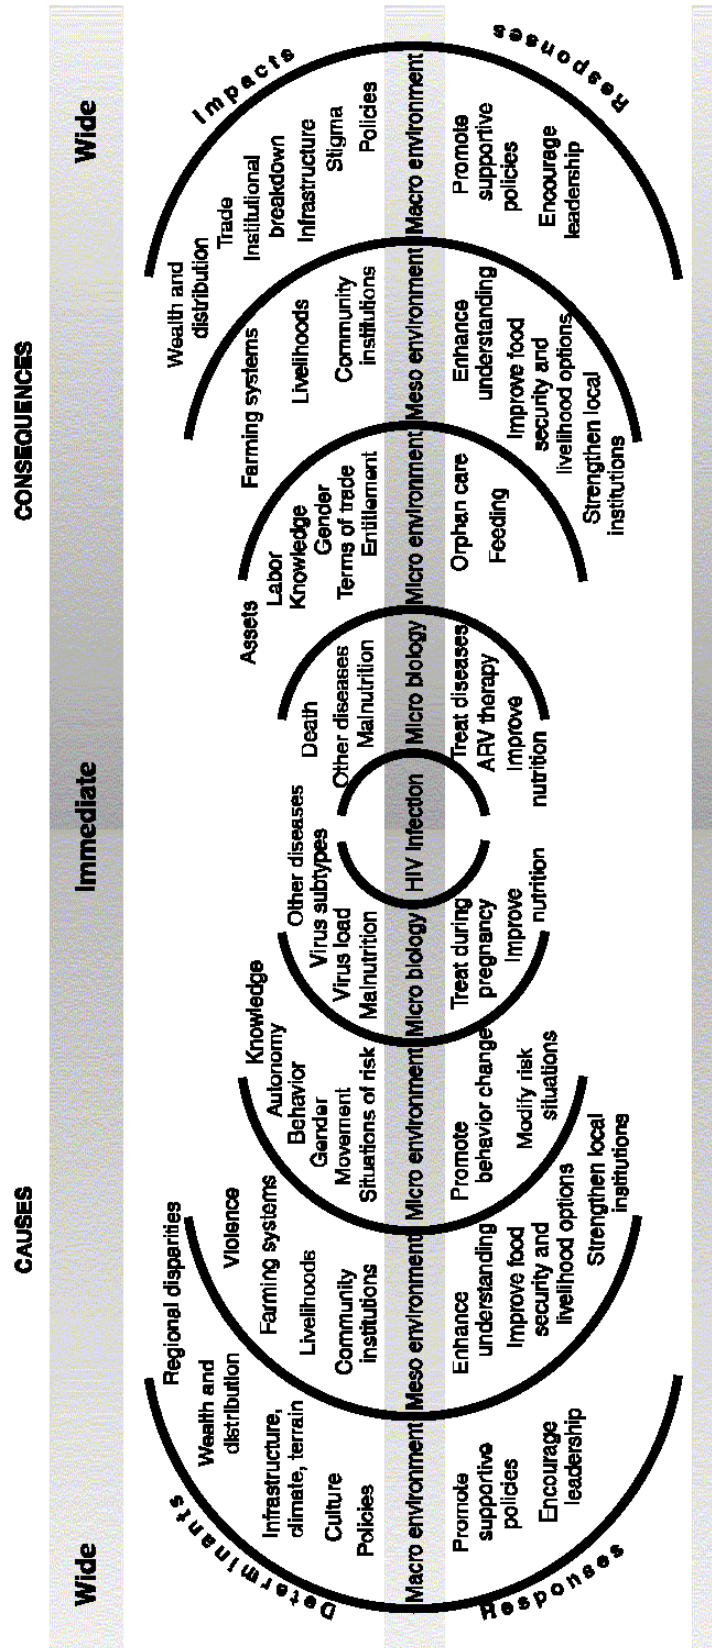 CAUSES
CONSEQUENCES
Wide
Immediate
Wide
Determinants
Regional disparities
Wealth and
distribution
Infrastructure,
climate, terrain
Culture
Policies
Macro environment
Promote
supportive
policies
Encourage
leadership
Responses
Violence
Farming systems
Livelihoods
Community
institutions
Meso environment
Enhance
understanding
Improve food
security and
livelihood options
Strengthen local
institutions
Knowledge
Autonomy
Behavior
Gender
Movement
Situations of risk
Micro environment
Promote
behavior change
Modify risk
situations
Other diseases
Virus subtypes
Virus load
Malnutrition
Micro biology
Treat during
pregnancy
Improve
nutrition
HIV Infection
Death
Other diseases
Malnutrition
Micro biology
Treat diseases
ARV therapy
Improve
nutrition
Assets
Labor
Knowledge
Gender
Terms of trade
Entitlement
Micro environment
Orphan care
Feeding
Farming systems
Livelihoods
Community
institutions
Meso environment
Enhance
understanding
Improve food
security and
livelihood options
Strengthen local
institutions
Impacts
Wealth and
distribution
Trade
Institutional
breakdown
Infrastructure
Stigma
Policies
Macro environment
Promote
supportive
policies
Encourage
leadership
Responses